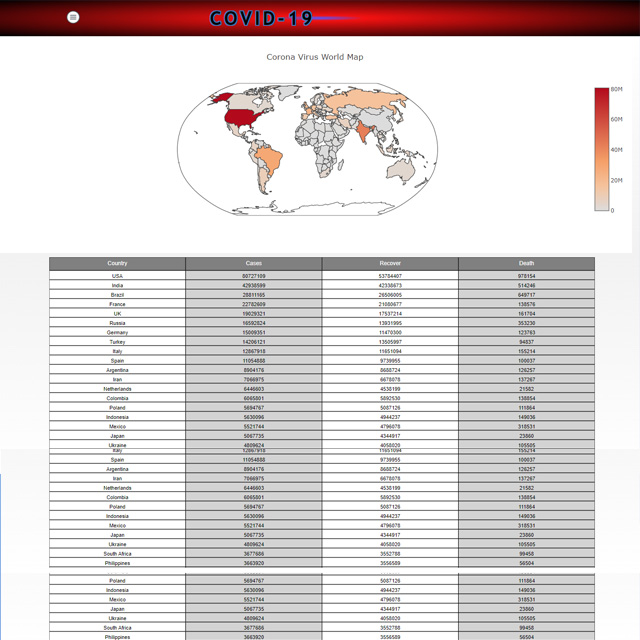 COVID-19
Corona Virus World Map
80M
60M
40M
20M
0
Country Cases Recover Death
USA 80727109 53784407 978154
India 42938599 42338673 514246
Brazil 28811165 26506005 649717
France 22782609 21080677 138576
UK 19029321 17537214 161704
Russia 16592824 13931995 353230
Germany 15009351 11470300 123763
Turkey 14206121 13505997 94837
Italy 12867918 11651094 155214
Spain 11054888 9739955 100037
Argentina 8904176 8688724 126257
Iran 7066975 6678078 137267
Netherlands 6446603 4538199 21582
Colombia 6065801 5892530 138854
Poland 5694767 5087126 111864
Indonesia 5630096 4944237 149036
Mexico 5521744 4796078 318531
Japan 5067735 4344917 23860
Ukraine 4809624 4058020 105505
Italy 12867918 11651094 155214
Spain 11054888 9739955 100037
Argentina 8904176 8688724 126257
Iran 7066975 6678078 137267
Netherlands 6446603 4538199 21582
Colombia 6065801 5892530 138854
Poland 5694767 5087126 111864
Indonesia 5630096 4944237 149036
Mexico 5521744 4796078 318531
Japan 5067735 4344917 23860
Ukraine 4809624 4058020 105505
South Africa 3677686 3552788 99458
Philippines 3663920 3556589 56504
Poland 5694767 5087126 111864
Indonesia 5630096 4944237 149036
Mexico 5521744 4796078 318531
Japan 5067735 4344917 23860
Ukraine 4809624 4058020 105505
South Africa 3677686 3552788 99458
Philippines 3663920 3556589 56504